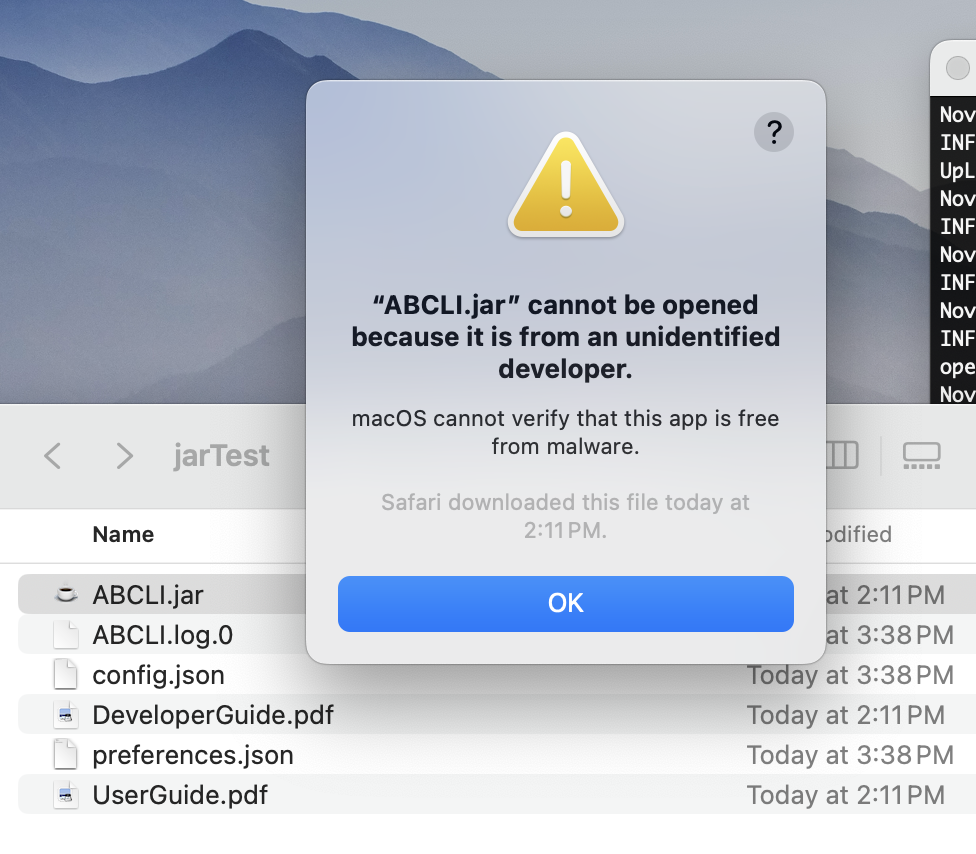 ?
“ABCLI.jar” cannot be opened
because it is from an unidentified
developer.
macOS cannot verify that this app is free
from malware.
Safari downloaded this file today at
2:11 PM.
OK
Nov
INF
UpL
Nov
INF
Nov
INF
Nov
INF
ope
Nov
jarTest
Name odified
ABCLI.jar at 2:11 PM
ABCLI.log.0 at 3:38 PM
config.json Today at 3:38 PM
DeveloperGuide.pdf Today at 2:11 PM
preferences.json Today at 3:38 PM
UserGuide.pdf Today at 2:11 PM